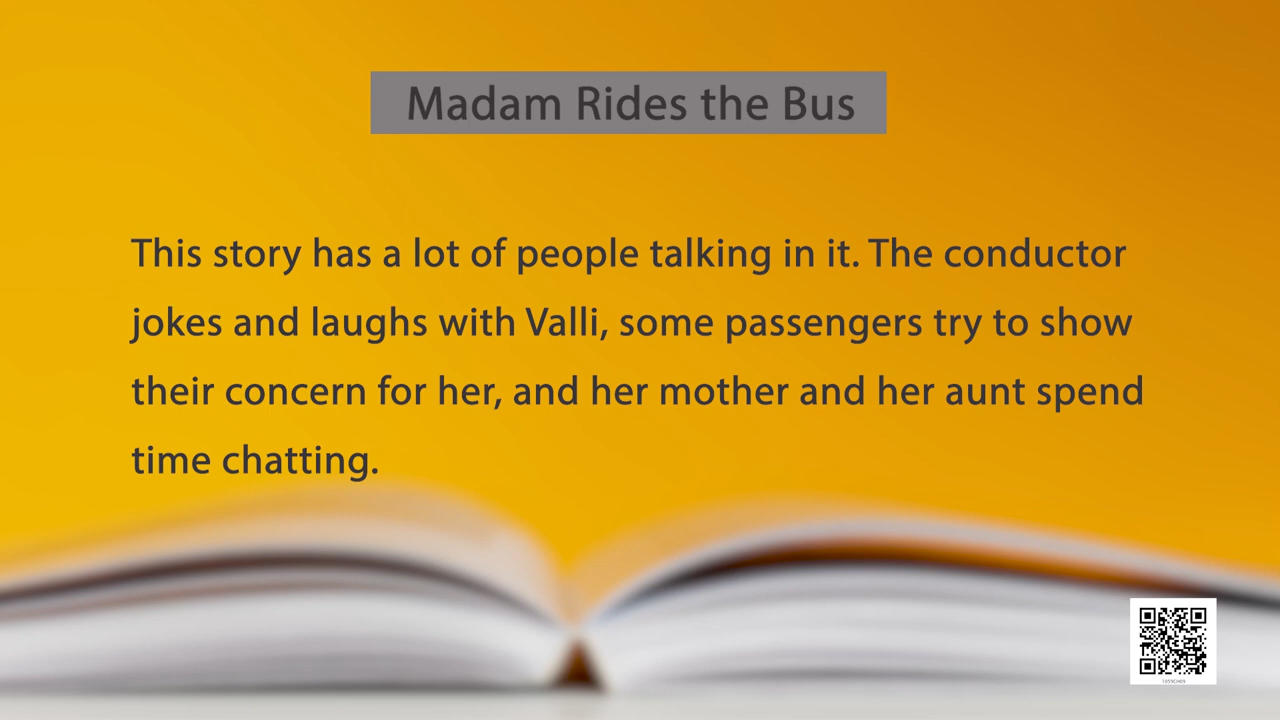 Madam Rides the Bus
This story has a lot of people talking in it. The conductor
jokes and laughs with Valli, some passengers try to show
their concern for her, and her mother and her aunt spend
time chatting.